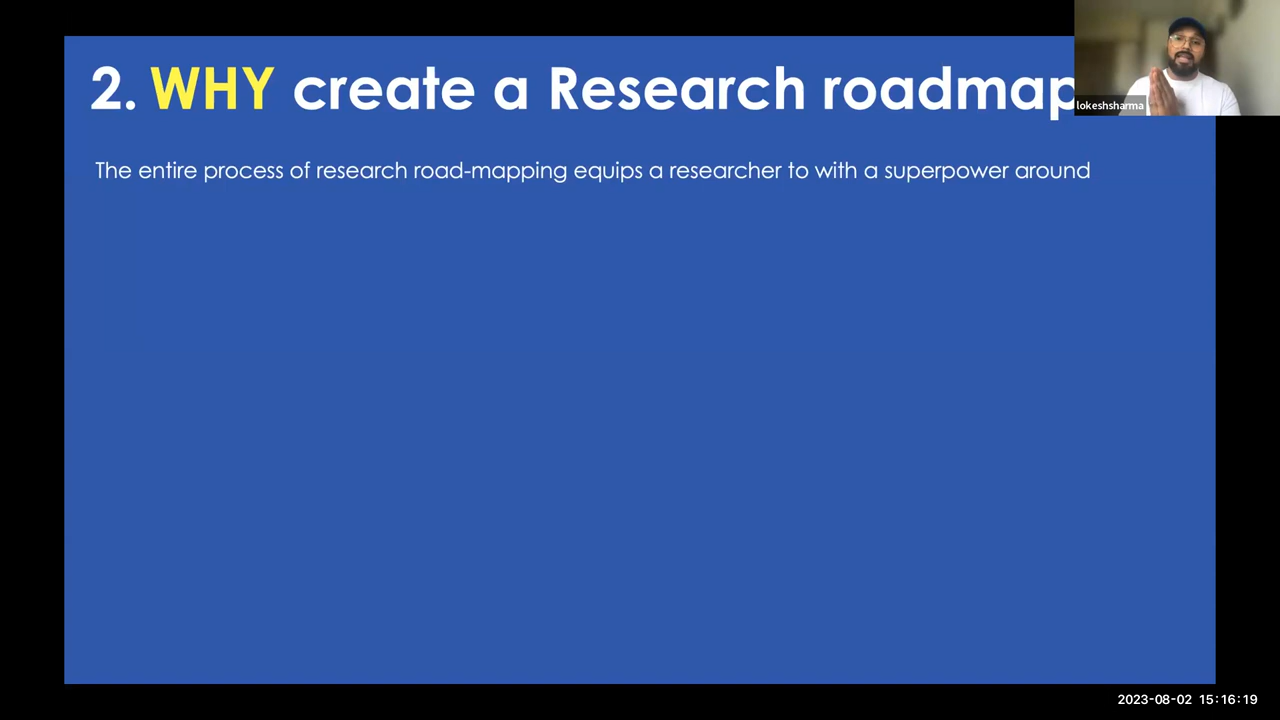 2. WHY create a Research roadmap
lokeshsharma
The entire process of research road-mapping equips a researcher to with a superpower around
2023-08-02 15:16:19